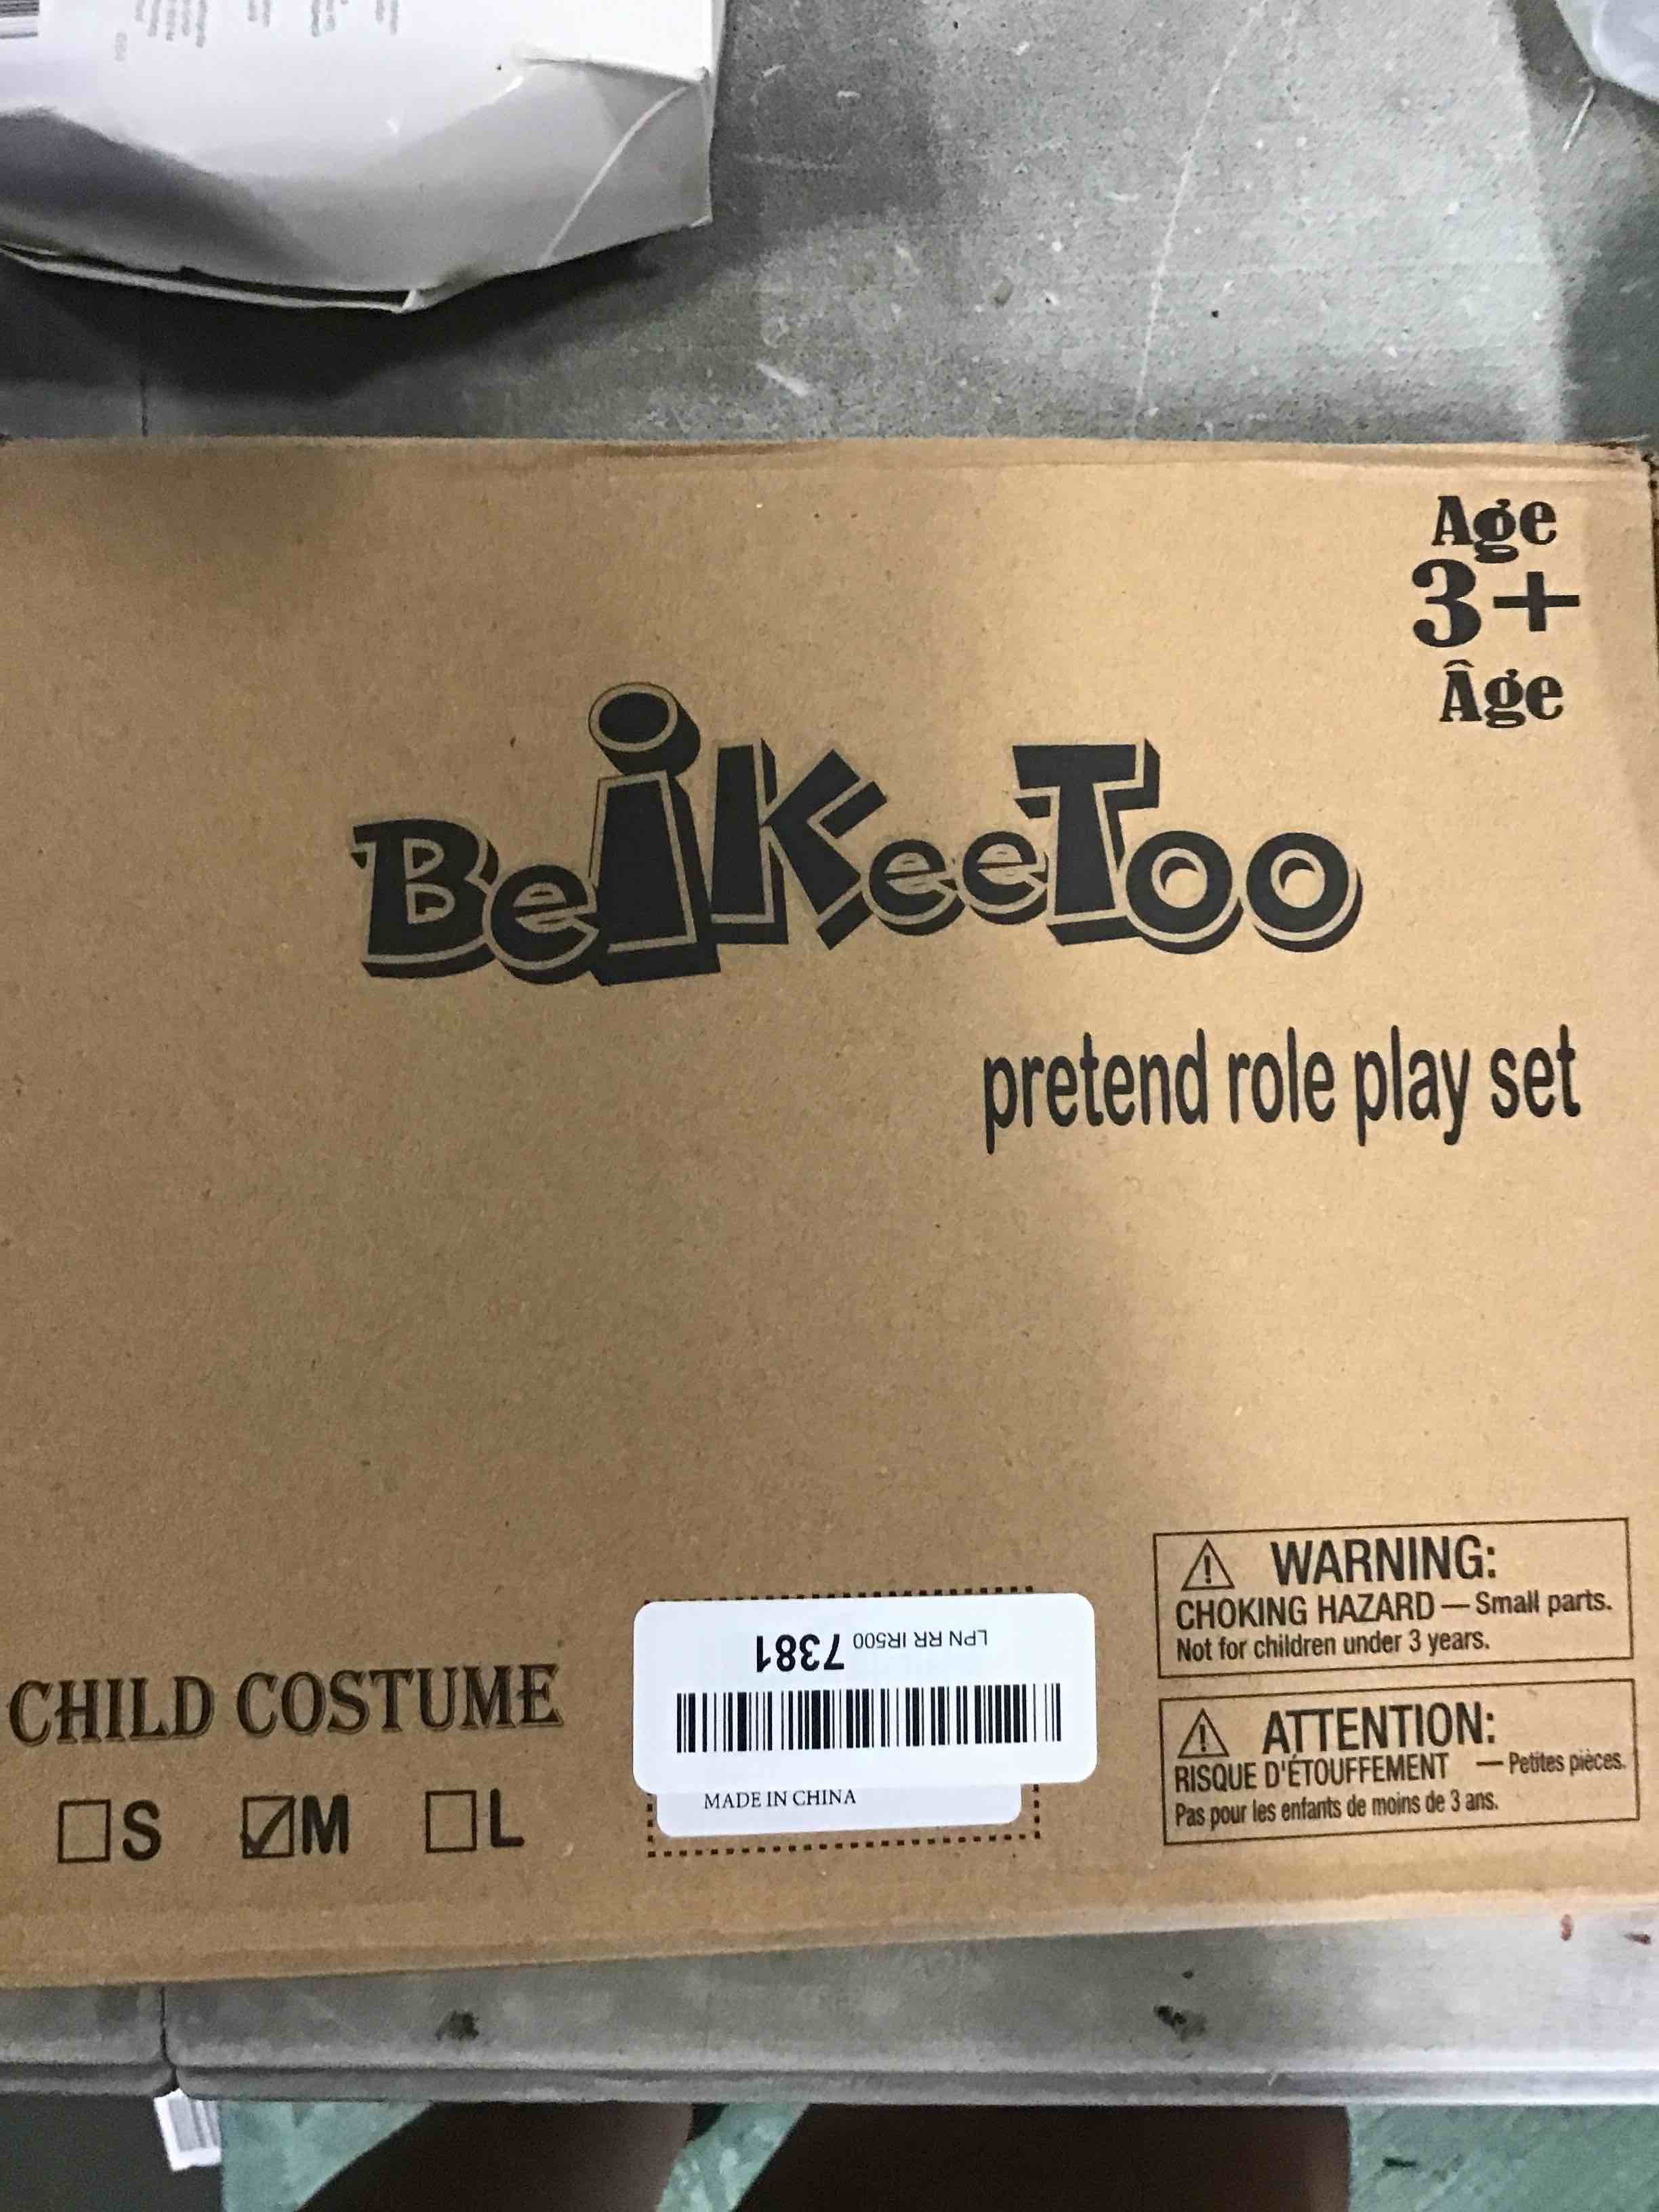 Age
3+
Âge
BeiKeeToo
pretend role play set
WARNING:
CHOKING HAZARD — Small parts.
Not for children under 3 years.
LPN RR IR500 7381
CHILD COSTUME
ATTENTION:
RISQUE D'ÉTOUFFEMENT — Petites pièces.
Pas pour les enfants de moins de 3 ans.
MADE IN CHINA
S M L